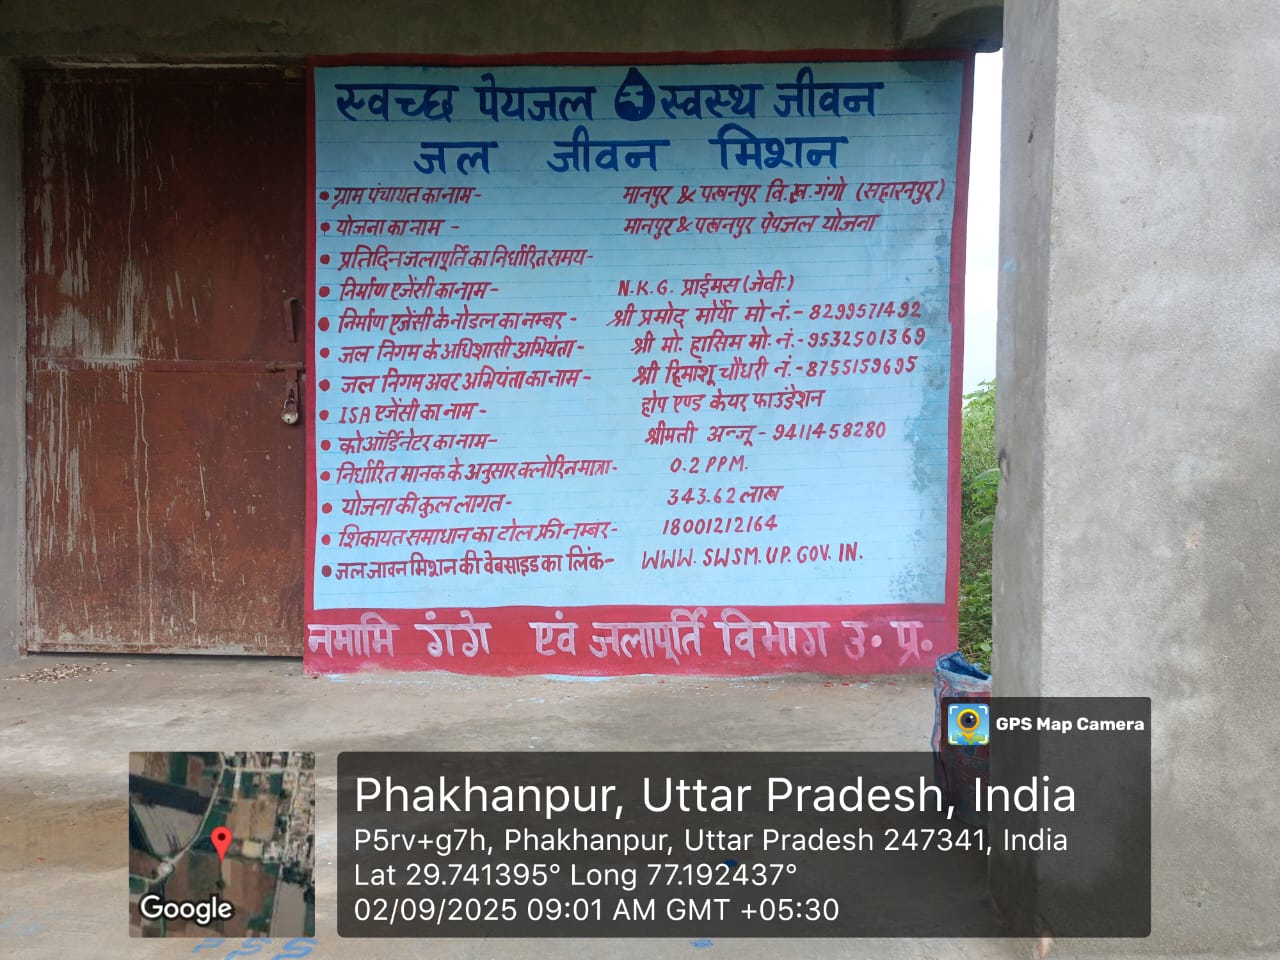 स्वच्छ पेयजल स्वस्थ जीवन
जल जीवन मिशन
• ग्राम पंचायत का नाम- मानपुर & पखनपुर वि.ख.गंगो (सहारनपुर)
• योजना का नाम - मानपुर & पखनपुर पेपजल योजना
• प्रतिदिन जलापूर्ति का निर्धारित समय-
• निर्माण एजेंसी का नाम- N.K.G. प्राईमस (जेवी.)
• निर्माण एजेंसी के नोडल का नम्बर- श्री प्रमोद मोर्या मो नं.- 8299571492
• जल निगम के अधिशासी अभियंता- श्री मो. हासिम मो. नं.- 9532501369
• जल निगम अवर अभियंता का नाम- श्री हिमांशू चौधरी नं.- 8755159695
• ISA एजेंसी का नाम- होप एण्ड केयर फाउंडेशन
• कोऑर्डिनेटर का नाम- श्रीमती अन्जू - 9411458280
• निर्धारित मानक के अनुसार क्लोरिन मात्रा- 0.2 PPM.
• योजना की कुल लागत- 343.62 लाख
• शिकायत समाधान का टोल फ्री नम्बर- 18001212164
• जल जावन मिशन की वेबसाइड का लिंक- WWW. SWSM.UP. GOV. IN.
नमामि गंगे एवं जलापूर्ति विभाग उ. प्र.
GPS Map Camera
Phakhanpur, Uttar Pradesh, India
P5rv+g7h, Phakhanpur, Uttar Pradesh 247341, India
Lat 29.741395° Long 77.192437°
02/09/2025 09:01 AM GMT +05:30
Google